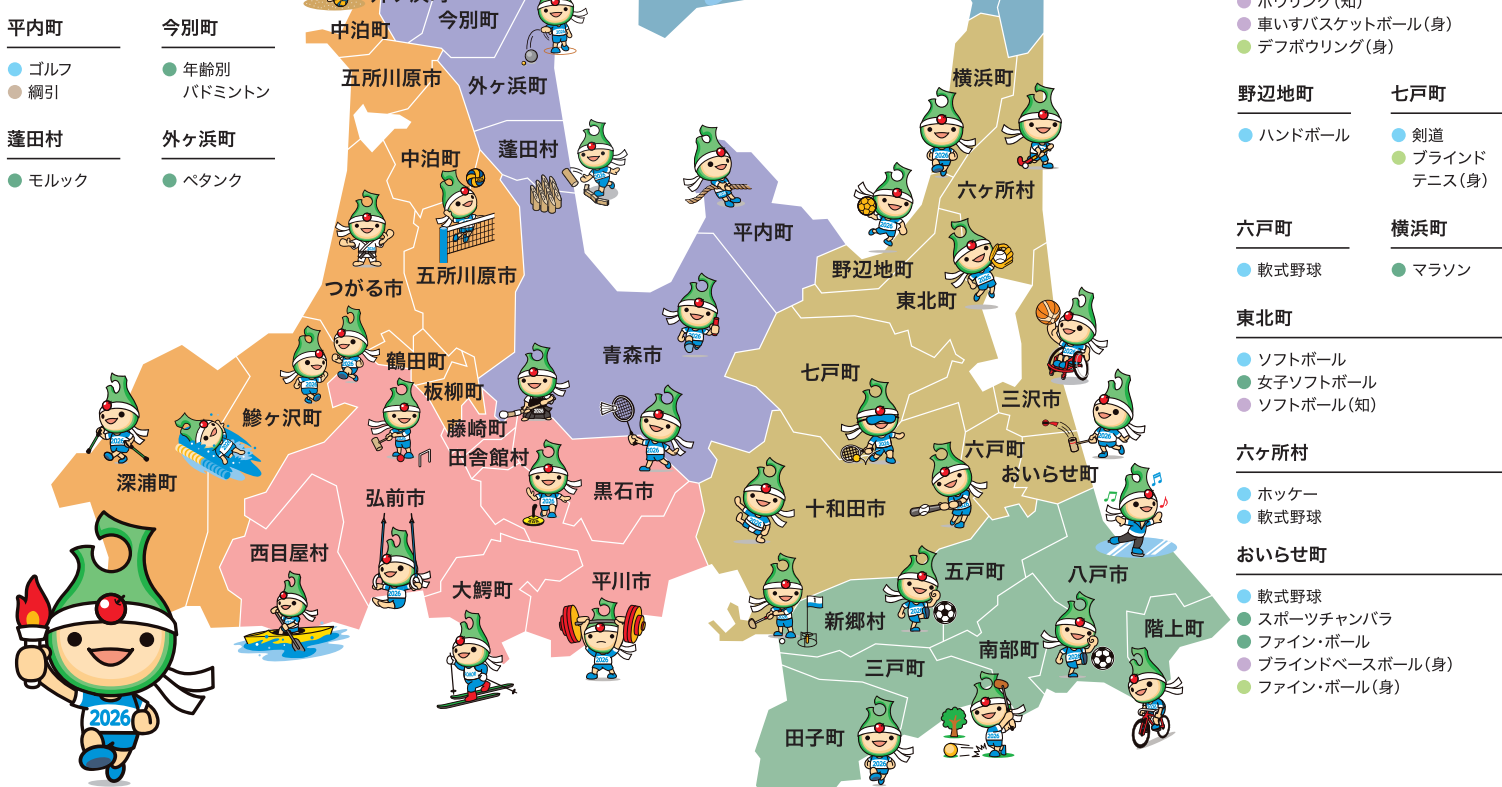 平内町
ゴルフ
綱引
今別町
年齢別
バドミントン
蓬田村
モルック
外ヶ浜町
ペタンク
中泊町
今別町
五所川原市
外ヶ浜町
中泊町
蓬田村
五所川原市
つがる市
平内町
青森市
鶴田町
板柳町
鰺ヶ沢町
藤崎町
田舎館村
深浦町
弘前市
黒石市
西目屋村
大鰐町
平川市
横浜町
六ヶ所村
野辺地町
東北町
七戸町
三沢市
六戸町
おいらせ町
十和田市
五戸町
八戸市
新郷村
階上町
南部町
三戸町
田子町
2026
ボウリング（知）
車いすバスケットボール（身）
デフボウリング（身）
野辺地町
ハンドボール
七戸町
剣道
ブラインド
テニス（身）
六戸町
軟式野球
横浜町
マラソン
東北町
ソフトボール
女子ソフトボール
ソフトボール（知）
六ヶ所村
ホッケー
軟式野球
おいらせ町
軟式野球
スポーツチャンバラ
ファイン・ボール
ブラインドベースボール（身）
ファイン・ボール（身）